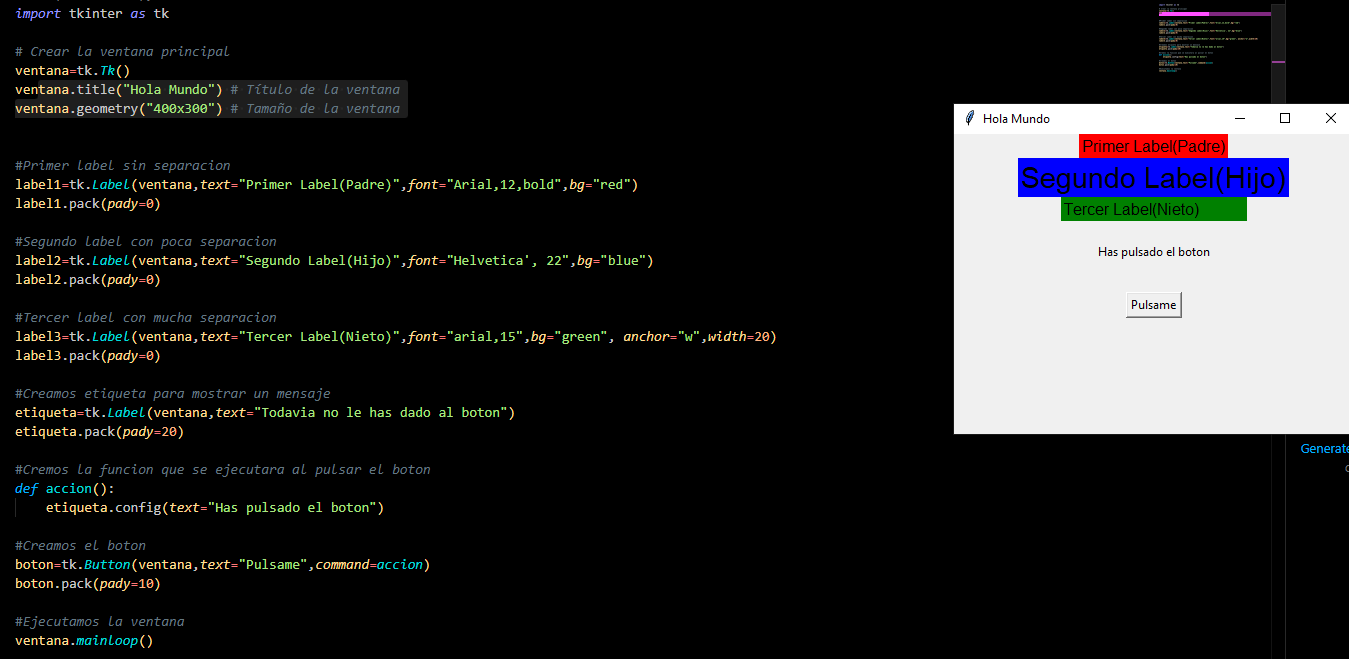 import tkinter as tk
# Crear la ventana principal
ventana=tk.Tk()
ventana.title("Hola Mundo") # Título de la ventana
ventana.geometry("400x300") # Tamaño de la ventana
#Primer label sin separacion
label1=tk.Label(ventana,text="Primer Label(Padre)",font="Arial,12,bold",bg="red")
label1.pack(pady=0)
#Segundo label con poca separacion
label2=tk.Label(ventana,text="Segundo Label(Hijo)",font="Helvetica', 22",bg="blue")
label2.pack(pady=0)
#Tercer label con mucha separacion
label3=tk.Label(ventana,text="Tercer Label(Nieto)",font="arial,15",bg="green", anchor="w",width=20)
label3.pack(pady=0)
#Creamos etiqueta para mostrar un mensaje
etiqueta=tk.Label(ventana,text="Todavia no le has dado al boton")
etiqueta.pack(pady=20)
#Cremos la funcion que se ejecutara al pulsar el boton
def accion():
    etiqueta.config(text="Has pulsado el boton")
#Creamos el boton
boton=tk.Button(ventana,text="Pulsame",command=accion)
boton.pack(pady=10)
#Ejecutamos la ventana
ventana.mainloop()
Hola Mundo
Primer Label(Padre)
Segundo Label(Hijo)
Tercer Label(Nieto)
Has pulsado el boton
Pulsame
Generate